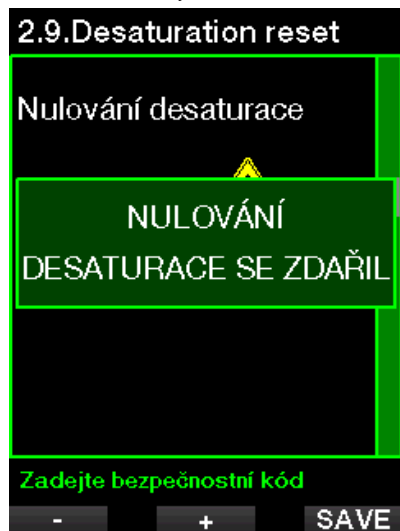 2.9.Desaturation reset
Nulování desaturace
NULOVÁNÍ
DESATURACE SE ZDAŘIL
Zadejte bezpečnostní kód
- + SAVE